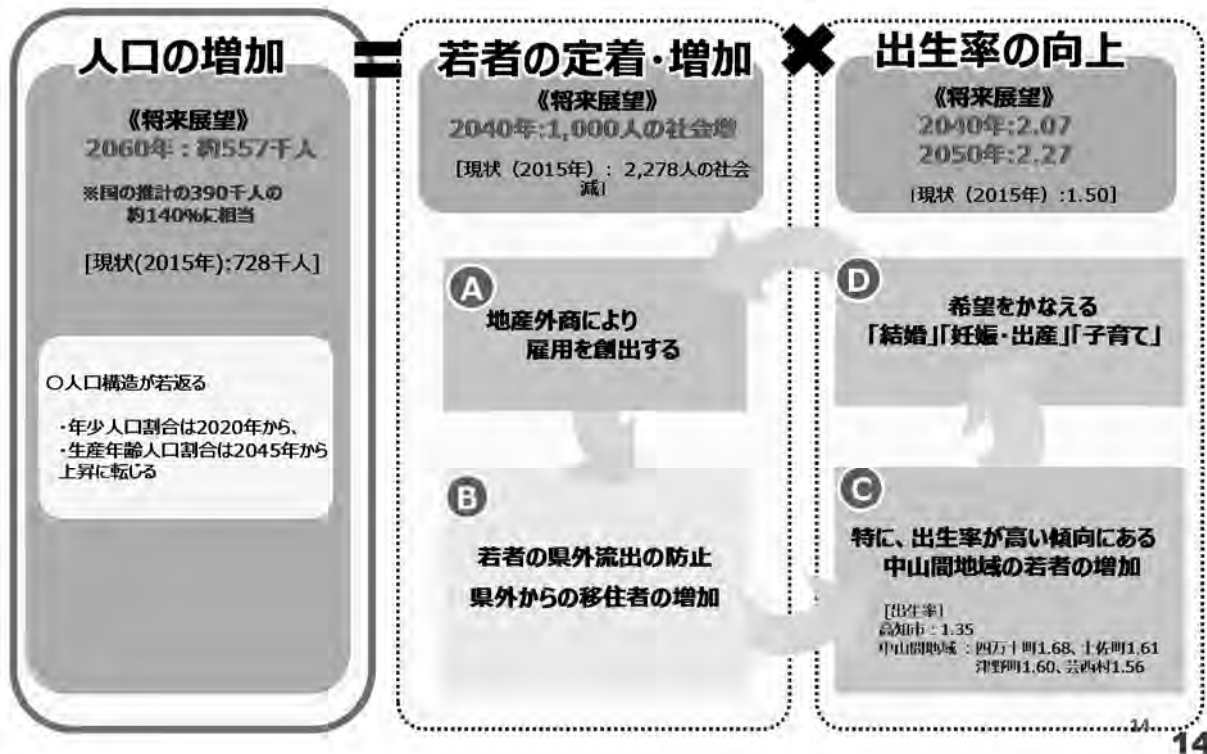 人口の増加
《将来展望》
2060年：約557千人
※国の推計の390千人の
約140%に相当
[現状(2015年):728千人]
○人口構造が若返る
・年少人口割合は2020年から、
・生産年齢人口割合は2045年から
上昇に転じる
=
若者の定着・増加
《将来展望》
2040年:1,000人の社会増
[現状（2015年）: 2,278人の社会
減]
A
地産外商により
雇用を創出する
B
若者の県外流出の防止
県外からの移住者の増加
×
出生率の向上
《将来展望》
2040年:2.07
2050年:2.27
[現状（2015年）:1.50]
D
希望をかなえる
「結婚」「妊娠・出産」「子育て」
C
特に、出生率が高い傾向にある
中山間地域の若者の増加
[出生率]
高知市：1.35
中山間地域：四万十町1.68、土佐町1.61
津野町1.60、芸西村1.56
14
14